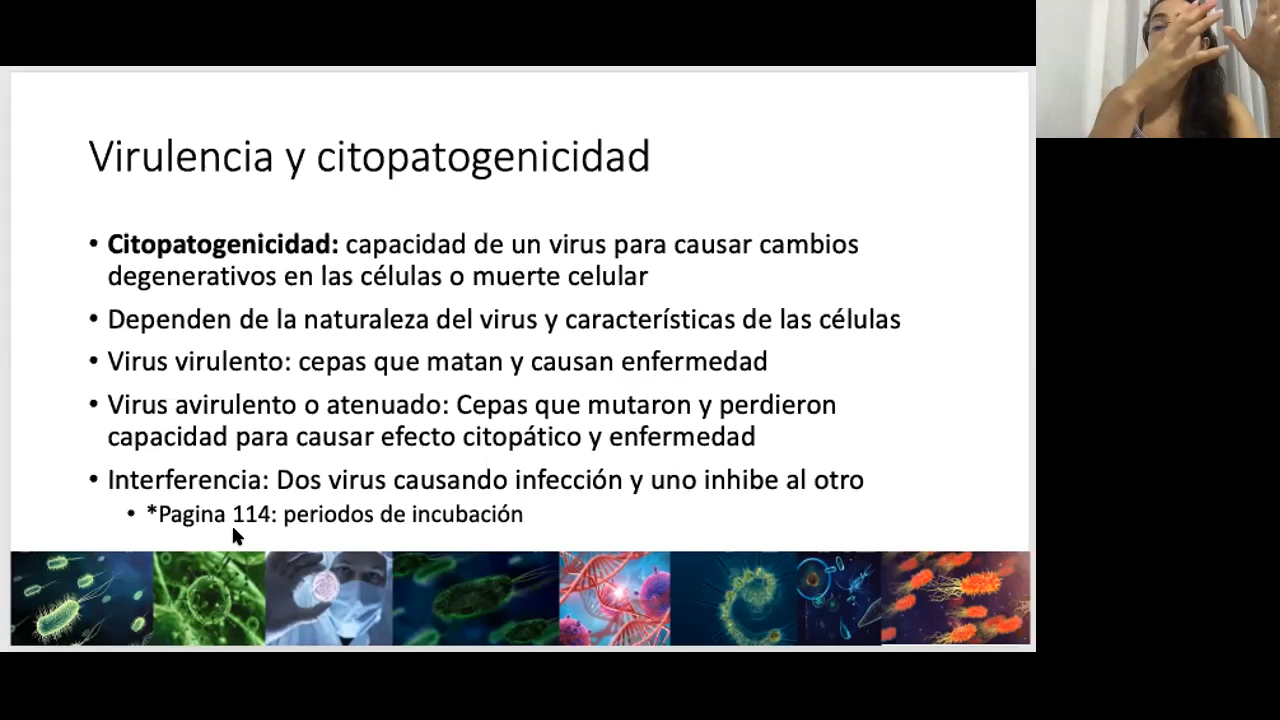 Virulencia y citopatogenicidad
• Citopatogenicidad: capacidad de un virus para causar cambios
degenerativos en las células o muerte celular
• Dependen de la naturaleza del virus y características de las células
• Virus virulento: cepas que matan y causan enfermedad
• Virus avirulento o atenuado: Cepas que mutaron y perdieron
capacidad para causar efecto citopático y enfermedad
• Interferencia: Dos virus causando infección y uno inhibe al otro
• *Pagina 114: periodos de incubación